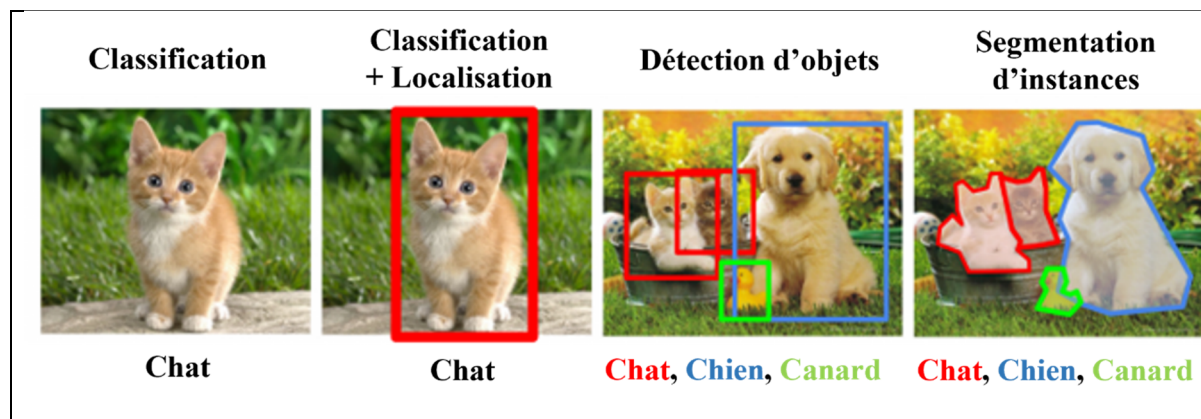 Classification
Classification
+ Localisation
Détection d’objets
Segmentation
d’instances
Chat
Chat
Chat, Chien, Canard
Chat, Chien, Canard